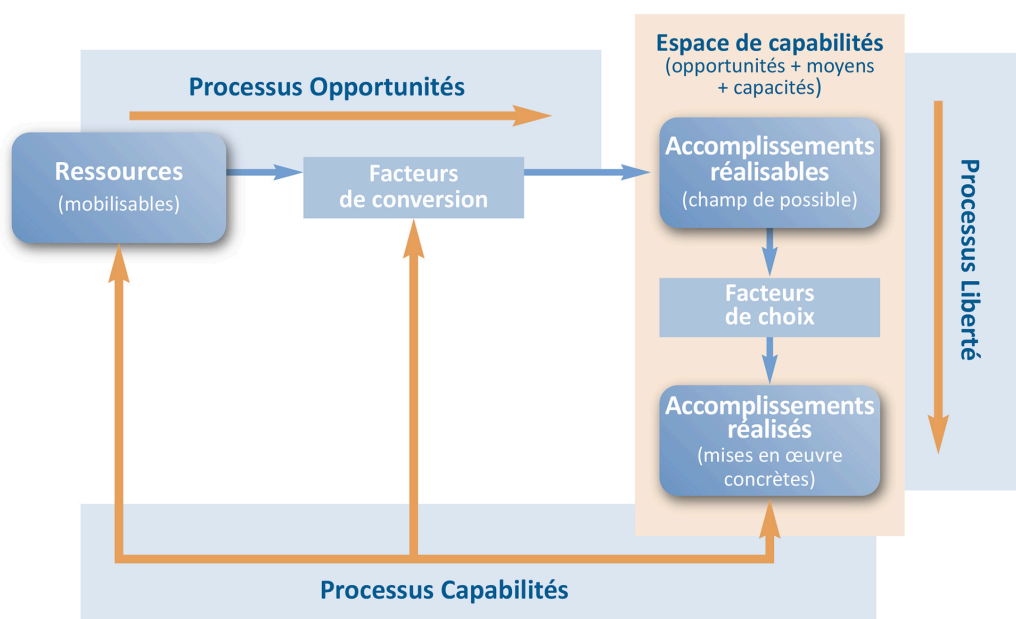 Espace de capabilités
(opportunités + moyens
+ capacités)
Processus Opportunités
Ressources
(mobilisables)
Facteurs
de conversion
Accomplissements
réalisables
(champ de possible)
Facteurs
de choix
Accomplissements
réalisés
(mises en œuvre
concrètes)
Processus Liberté
Processus Capabilités